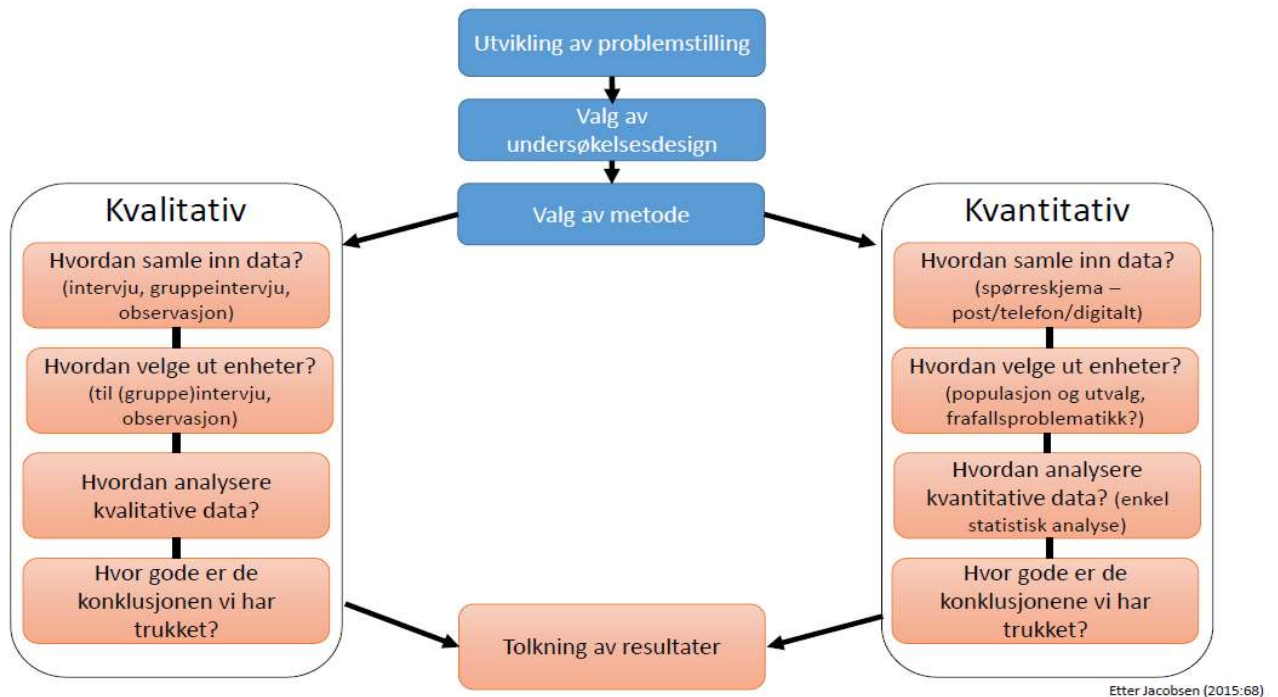 Utvikling av problemstilling
Valg av
undersøkelsesdesign
Valg av metode
Kvalitativ
Hvordan samle inn data?
(intervju, gruppeintervju,
observasjon)
Hvordan velge ut enheter?
(til (gruppe)intervju,
observasjon)
Hvordan analysere
kvalitative data?
Hvor gode er de
konklusjonen vi har
trukket?
Kvantitativ
Hvordan samle inn data?
(spørreskjema –
post/telefon/digitalt)
Hvordan velge ut enheter?
(populasjon og utvalg,
frafallsproblematikk?)
Hvordan analysere
kvantitative data? (enkel
statistisk analyse)
Hvor gode er de
konklusjonene vi har
trukket?
Tolkning av resultater
Etter Jacobsen (2015:68)